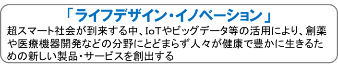 「ライフデザイン・イノベーション」
超スマート社会が到来する中、IoTやビッグデータ等の活用により、創薬
や医療機器開発などの分野にとどまらず人々が健康で豊かに生きるた
めの新しい製品・サービスを創出する